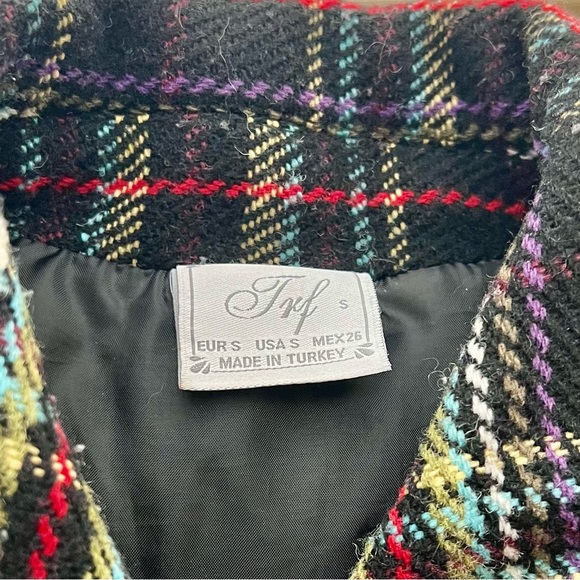 Trf S
EUR S USA S MEX 26
MADE IN TURKEY